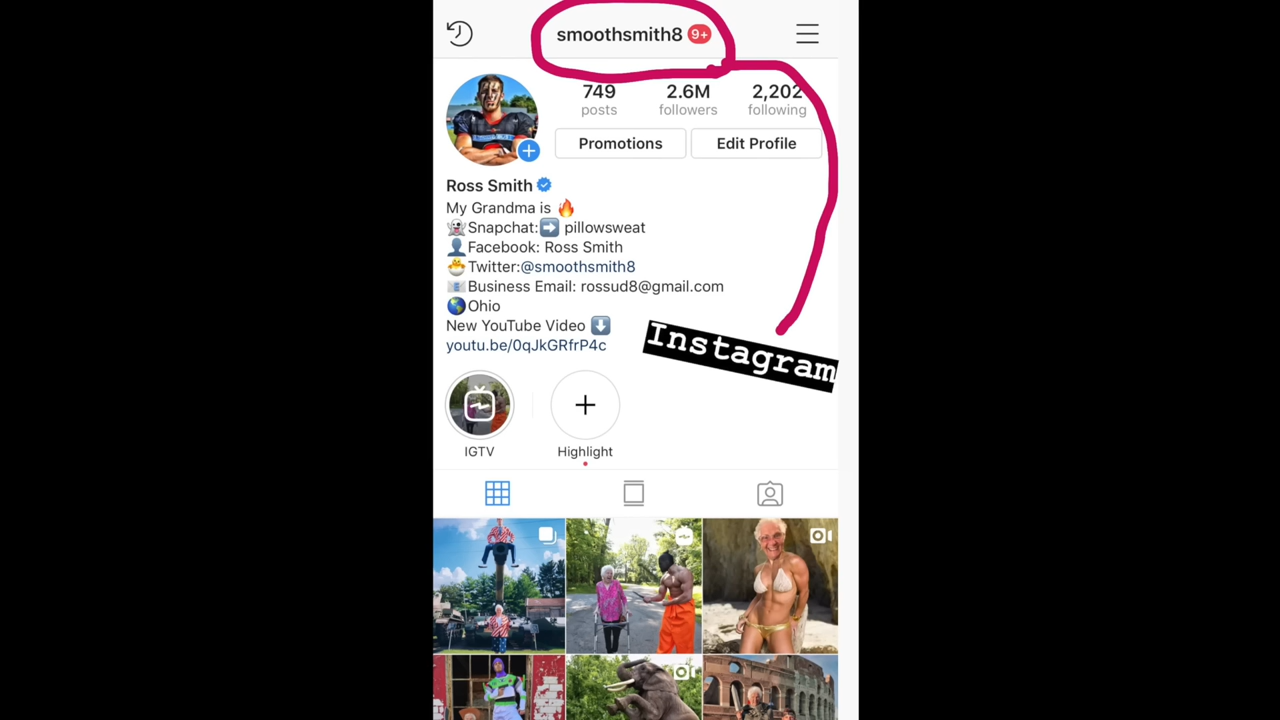 smoothsmith8 9+
749 2.6M 2,202
posts followers following
Promotions Edit Profile
Ross Smith
My Grandma is 🔥
👻Snapchat:➡️ pillowsweat
👤Facebook: Ross Smith
🐣Twitter:@smoothsmith8
📧Business Email: rossud8@gmail.com
🌎Ohio
New YouTube Video ⬇️
youtu.be/0qJkGRfrP4c
Instagram
IGTV Highlight